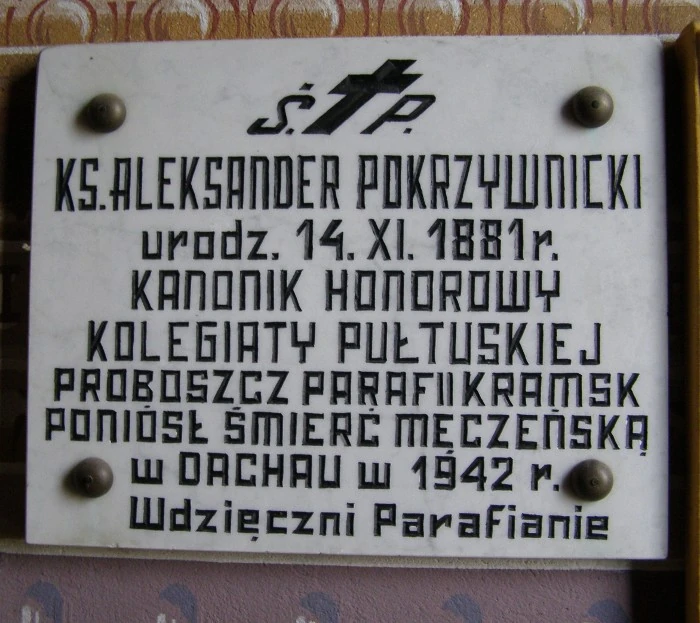 Ś. ✝ P.
KS. ALEKSANDER POKRZYWNICKI
urodz. 14. XI. 1881 r.
KANONIK HONOROWY
KOLEGIATY PUŁTUSKIEJ
PROBOSZCZ PARAFII KRAMSK
PONIÓSŁ ŚMIERĆ MĘCZEŃSKĄ
w DACHAU w 1942 r.
Wdzięczni Parafianie